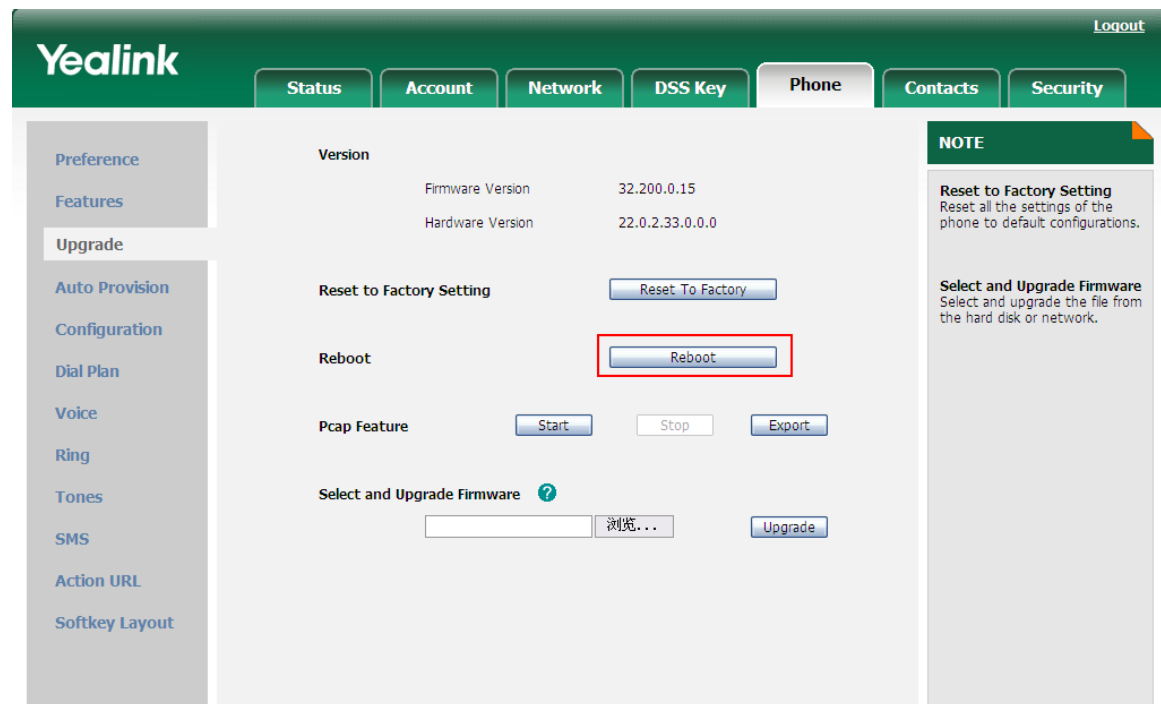 Logout
Yealink
Status
Account
Network
DSS Key
Phone
Contacts
Security
Preference
Features
Upgrade
Auto Provision
Configuration
Dial Plan
Voice
Ring
Tones
SMS
Action URL
Softkey Layout
Version
Firmware Version 32.200.0.15
Hardware Version 22.0.2.33.0.0.0
Reset to Factory Setting Reset To Factory
Reboot Reboot
Pcap Feature Start Stop Export
Select and Upgrade Firmware ?
浏览... Upgrade
NOTE
Reset to Factory Setting
Reset all the settings of the
phone to default configurations.
Select and Upgrade Firmware
Select and upgrade the file from
the hard disk or network.